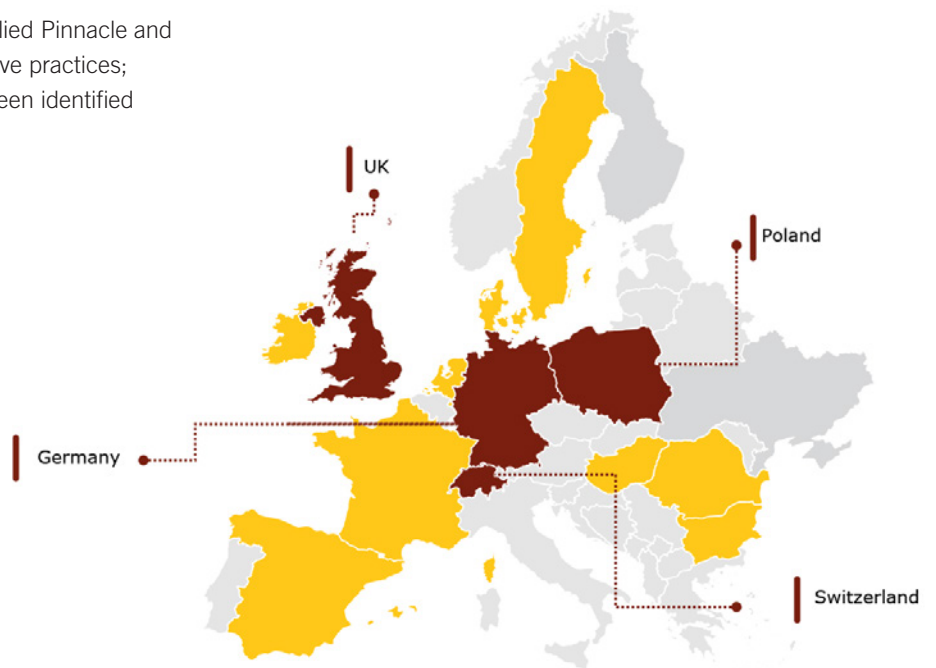 lied Pinnacle and
ve practices;
een identified
UK
Poland
Germany
Switzerland